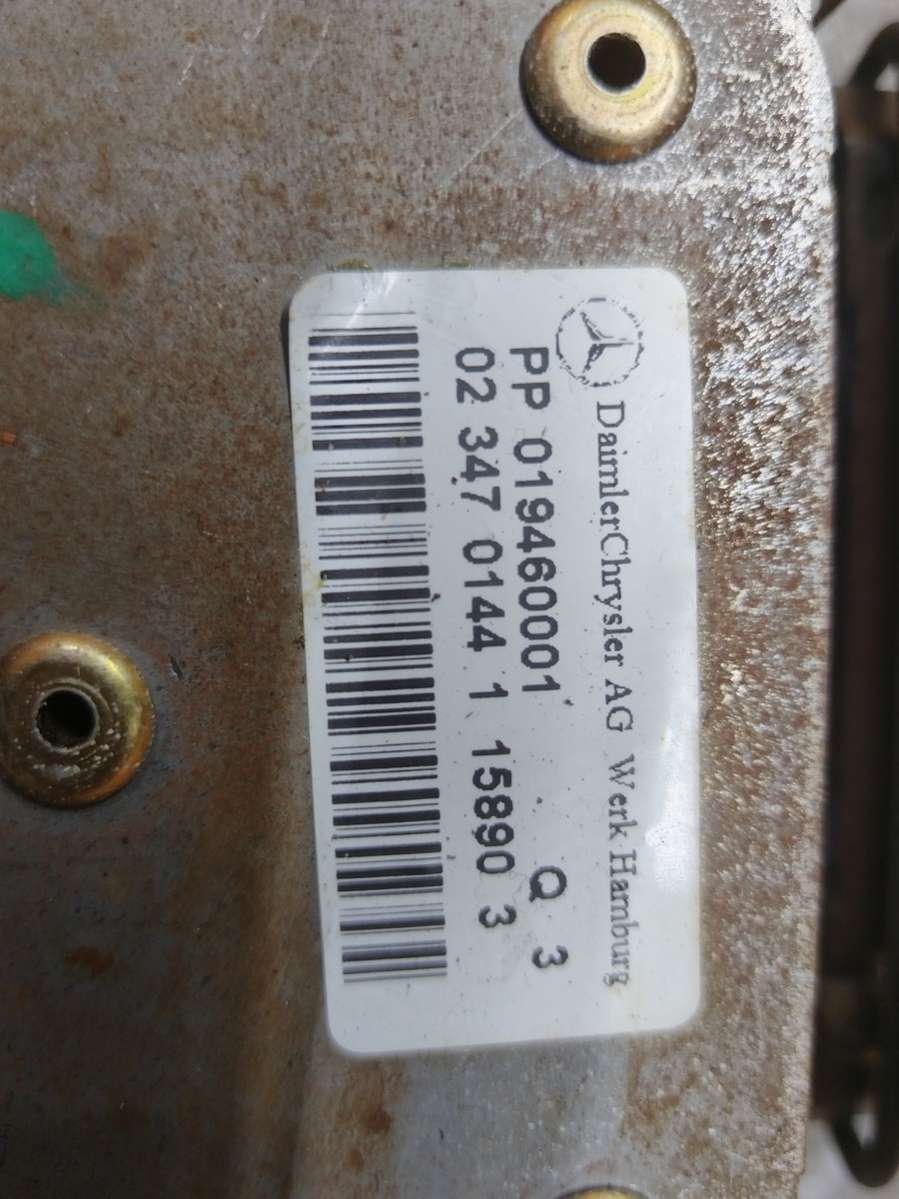 DaimlerChrysler AG Werk Hamburg
PP 019460001 Q 3
02 347 0144 1 15890 3